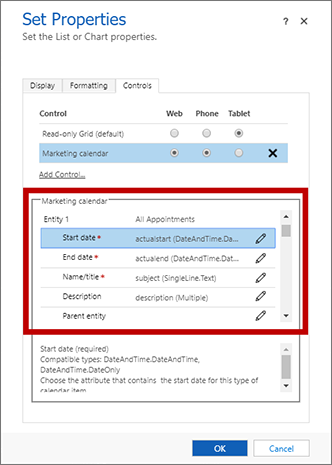 Set Properties
? ×
Set the List or Chart properties.
Display Formatting Controls
Control Web Phone Tablet
Read-only Grid (default)
Marketing calendar
Add Control...
Marketing calendar
Entity 1 All Appointments
Start date * actualstart (DateAndTime.Da...
End date * actualend (DateAndTime.Dat...
Name/title * subject (SingleLine.Text)
Description description (Multiple)
Parent entity
Start date (required)
Compatible types: DateAndTime.DateAndTime,
DateAndTime.DateOnly
Choose the attribute that contains the start date for this type of
calendar item
OK Cancel